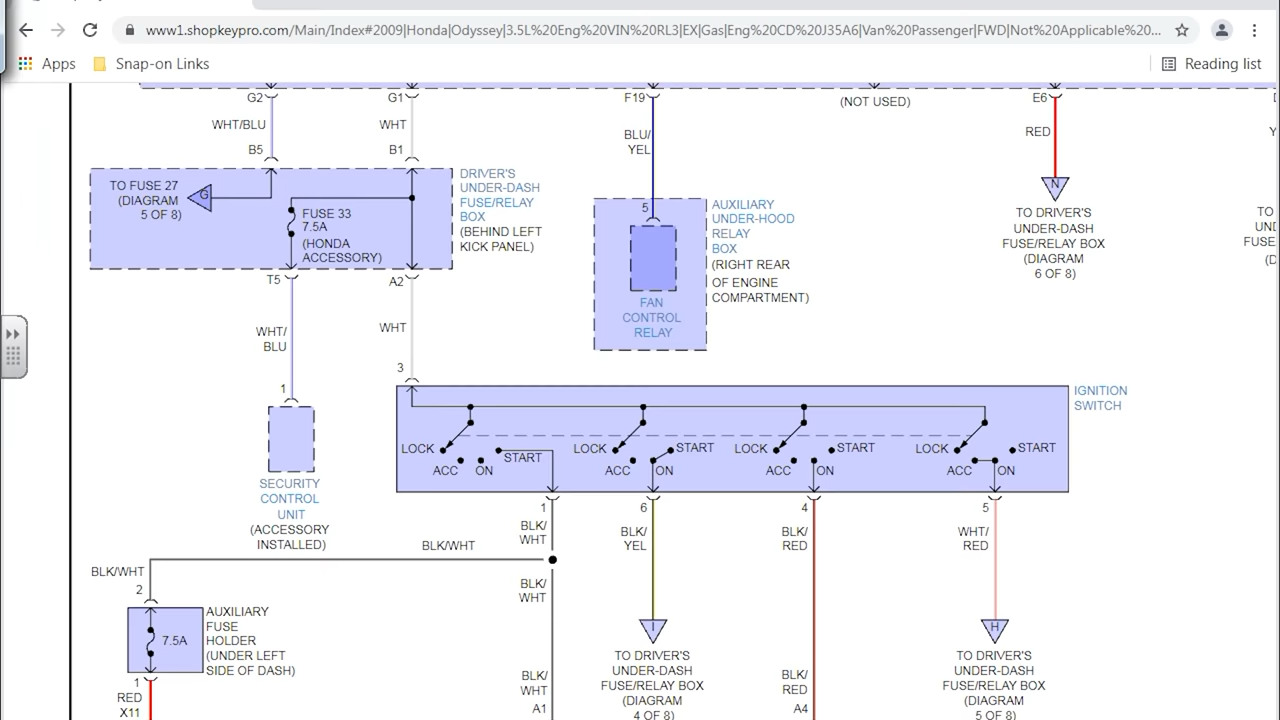 www1.shopkeypro.com/Main/Index#2009|Honda|Odyssey|3.5L%20Eng%20VIN%20RL3|EX|Gas|Eng%20CD%20J35A6|Van%20Passenger|FWD|Not%20Applicable%20...
Apps
Snap-on Links
Reading list
G2
G1
F19
(NOT USED)
E6
WHT/BLU
WHT
BLU/
YEL
RED
B5
B1
TO FUSE 27
(DIAGRAM
5 OF 8)
G
FUSE 33
7.5A
(HONDA
ACCESSORY)
DRIVER'S
UNDER-DASH
FUSE/RELAY
BOX
(BEHIND LEFT
KICK PANEL)
5
FAN
CONTROL
RELAY
AUXILIARY
UNDER-HOOD
RELAY
BOX
(RIGHT REAR
OF ENGINE
COMPARTMENT)
N
TO DRIVER'S
UNDER-DASH
FUSE/RELAY BOX
(DIAGRAM
6 OF 8)
TO
UND
FUSE
(D
Y
T5
A2
WHT/
BLU
WHT
1
3
SECURITY
CONTROL
UNIT
(ACCESSORY
INSTALLED)
IGNITION
SWITCH
LOCK
ACC
ON
START
LOCK
ACC
ON
START
LOCK
ACC
ON
START
LOCK
ACC
ON
START
1
6
4
5
BLK/
WHT
BLK/
YEL
BLK/
RED
WHT/
RED
BLK/WHT
BLK/WHT
2
BLK/
WHT
AUXILIARY
FUSE
HOLDER
(UNDER LEFT
SIDE OF DASH)
7.5A
1
RED
X11
BLK/
WHT
A1
I
TO DRIVER'S
UNDER-DASH
FUSE/RELAY BOX
(DIAGRAM
4 OF 8)
BLK/
RED
A4
H
TO DRIVER'S
UNDER-DASH
FUSE/RELAY BOX
(DIAGRAM
5 OF 8)